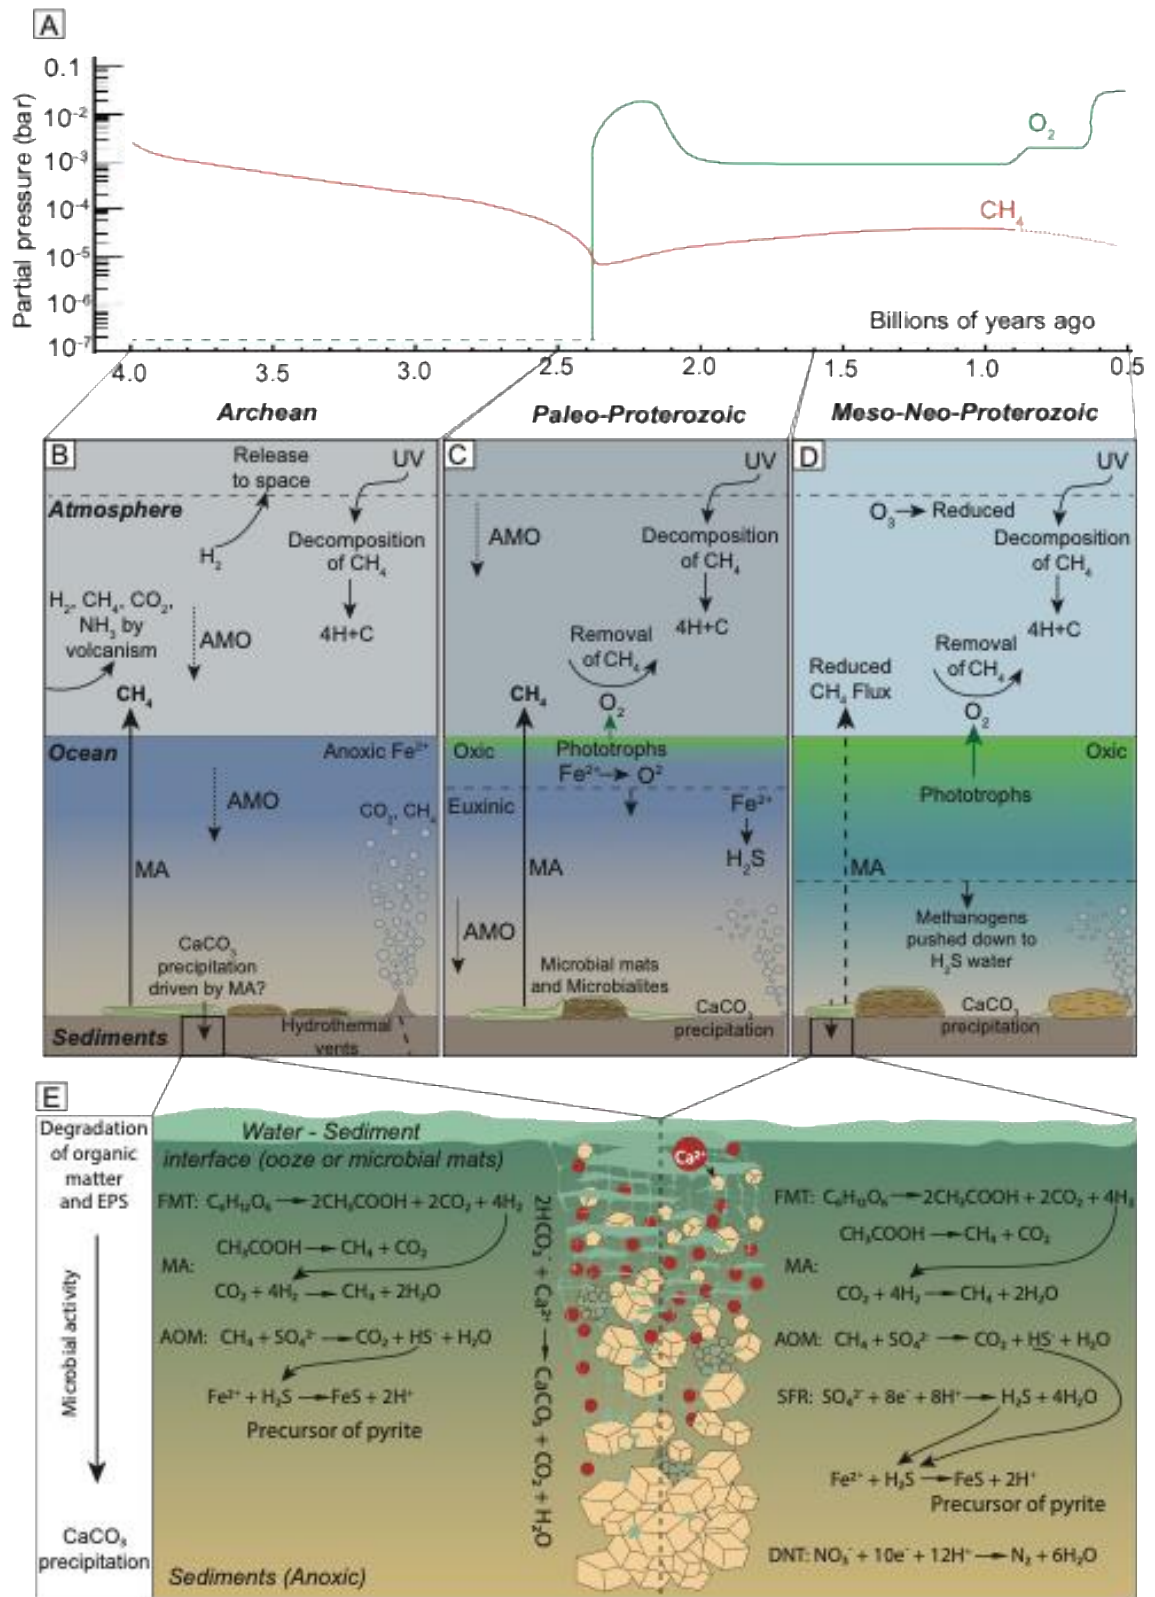 A
Partial pressure (bar)
0.1
10⁻²
10⁻³
10⁻⁴
10⁻⁵
10⁻⁶
10⁻⁷
O₂
CH₄
Billions of years ago
4.0 3.5 3.0 2.5 2.0 1.5 1.0 0.5
Archean
Paleo-Proterozoic
Meso-Neo-Proterozoic
B
Release
to space
UV
Atmosphere
H₂
Decomposition
of CH₄
4H+C
H₂, CH₄, CO₂,
NH₃ by
volcanism
AMO
CH₄
Ocean
Anoxic Fe²⁺
AMO
CO₂, CH₄
MA
CaCO₃
precipitation
driven by MA?
Hydrothermal
vents
Sediments
C
UV
AMO
Decomposition
of CH₄
4H+C
Removal
of CH₄
CH₄
O₂
Oxic
Phototrophs
Fe²⁺ → O²
Euxinic
Fe²⁺
H₂S
MA
AMO
Microbial mats
and Microbialites
CaCO₃
precipitation
D
UV
O₃ → Reduced
Decomposition
of CH₄
4H+C
Removal
of CH₄
Reduced
CH₄ Flux
O₂
Oxic
Phototrophs
MA
Methanogens
pushed down to
H₂S water
CaCO₃
precipitation
E
Degradation
of organic
matter
and EPS
Microbial activity
CaCO₃
precipitation
Water - Sediment
interface (ooze or microbial mats)
FMT: C₆H₁₂O₆ → 2CH₃COOH + 2CO₂ + 4H₂
CH₃COOH → CH₄ + CO₂
MA:
CO₂ + 4H₂ → CH₄ + 2H₂O
AOM: CH₄ + SO₄²⁻ → CO₂ + HS⁻ + H₂O
Fe²⁺ + H₂S → FeS + 2H⁺
Precursor of pyrite
Sediments (Anoxic)
2HCO₃⁻ + Ca²⁺ → CaCO₃ + CO₂ + H₂O
Ca²⁺
FMT: C₆H₁₂O₆ → 2CH₃COOH + 2CO₂ + 4H₂
CH₃COOH → CH₄ + CO₂
MA:
CO₂ + 4H₂ → CH₄ + 2H₂O
AOM: CH₄ + SO₄²⁻ → CO₂ + HS⁻ + H₂O
SFR: SO₄²⁻ + 8e⁻ + 8H⁺ → H₂S + 4H₂O
Fe²⁺ + H₂S → FeS + 2H⁺
Precursor of pyrite
DNT: NO₃⁻ + 10e⁻ + 12H⁺ → N₂ + 6H₂O